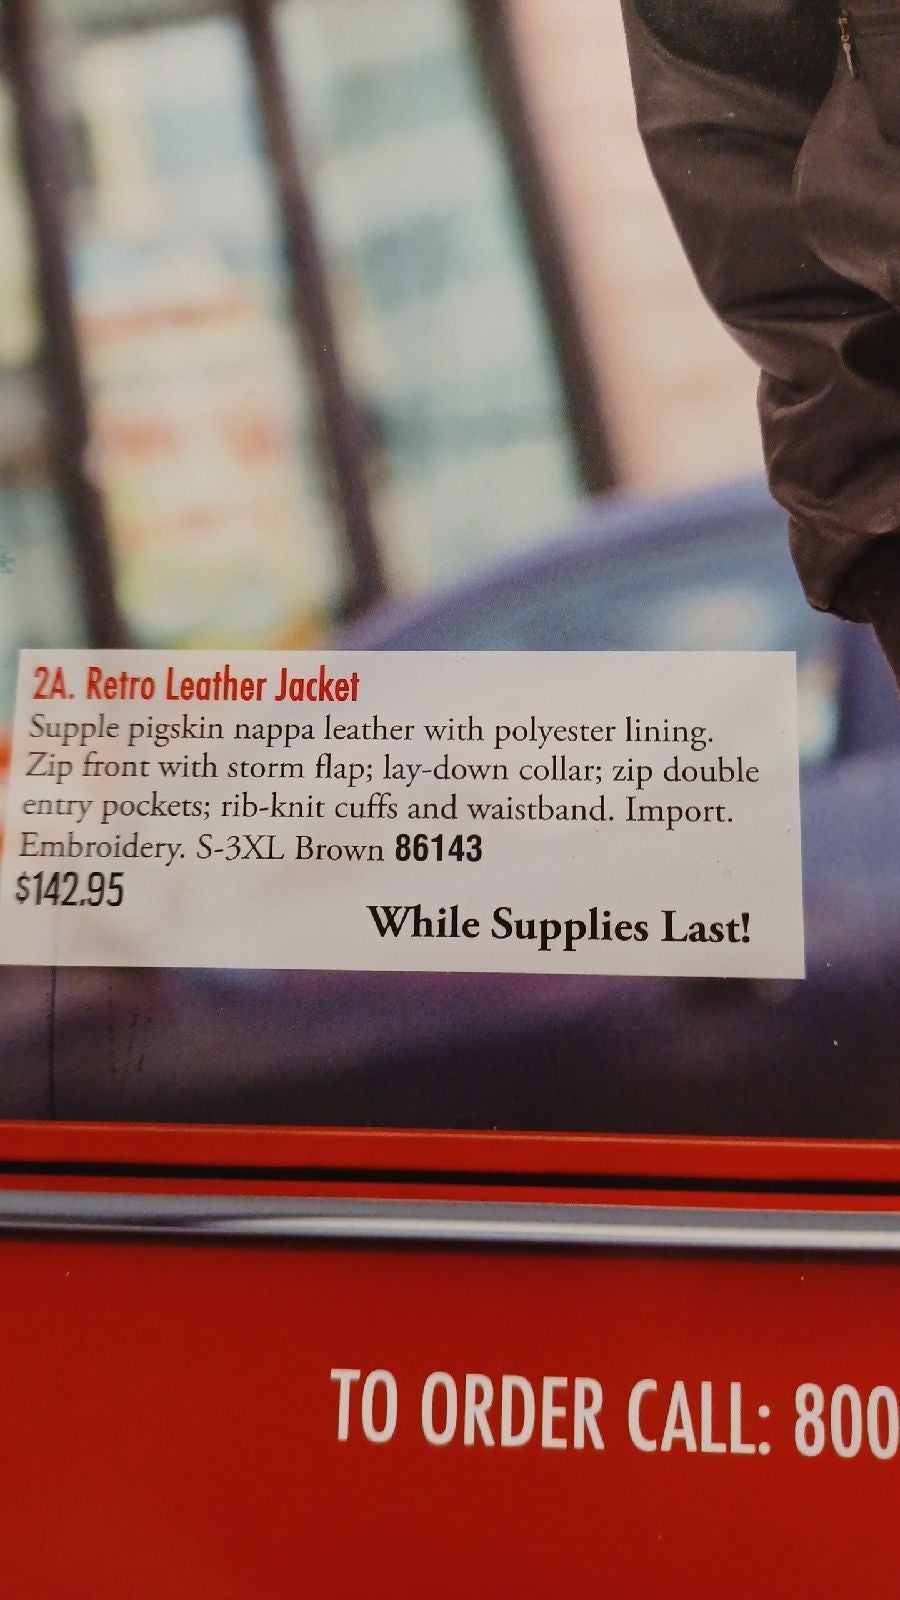 2A. Retro Leather Jacket
Supple pigskin nappa leather with polyester lining.
Zip front with storm flap; lay-down collar; zip double
entry pockets; rib-knit cuffs and waistband. Import.
Embroidery. S-3XL Brown 86143
$142.95
While Supplies Last!
TO ORDER CALL: 800